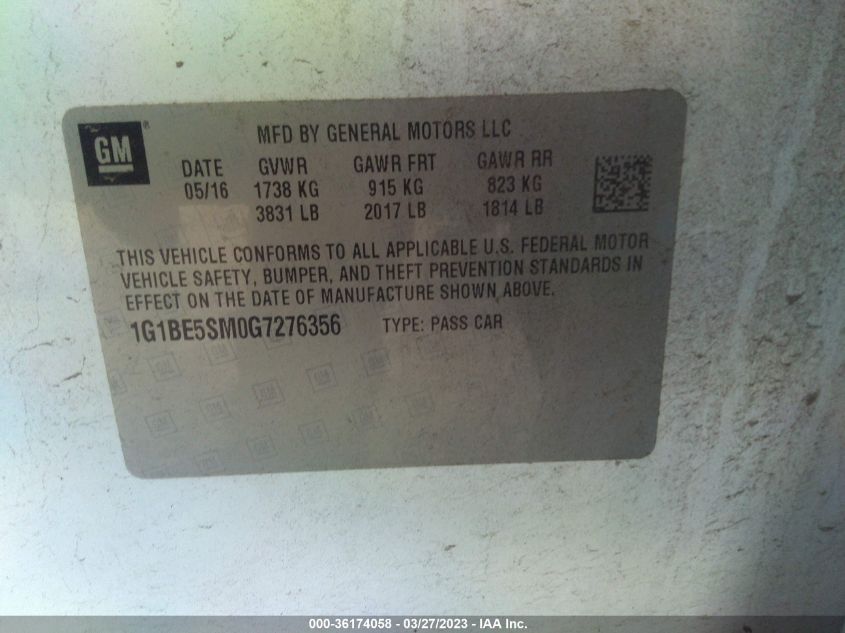 GM
MFD BY GENERAL MOTORS LLC
DATE GVWR GAWR FRT GAWR RR
05/16 1738 KG 915 KG 823 KG
3831 LB 2017 LB 1814 LB
THIS VEHICLE CONFORMS TO ALL APPLICABLE U.S. FEDERAL MOTOR
VEHICLE SAFETY, BUMPER, AND THEFT PREVENTION STANDARDS IN
EFFECT ON THE DATE OF MANUFACTURE SHOWN ABOVE.
1G1BE5SM0G7276356 TYPE: PASS CAR
000-36174058 - 03/27/2023 - IAA Inc.